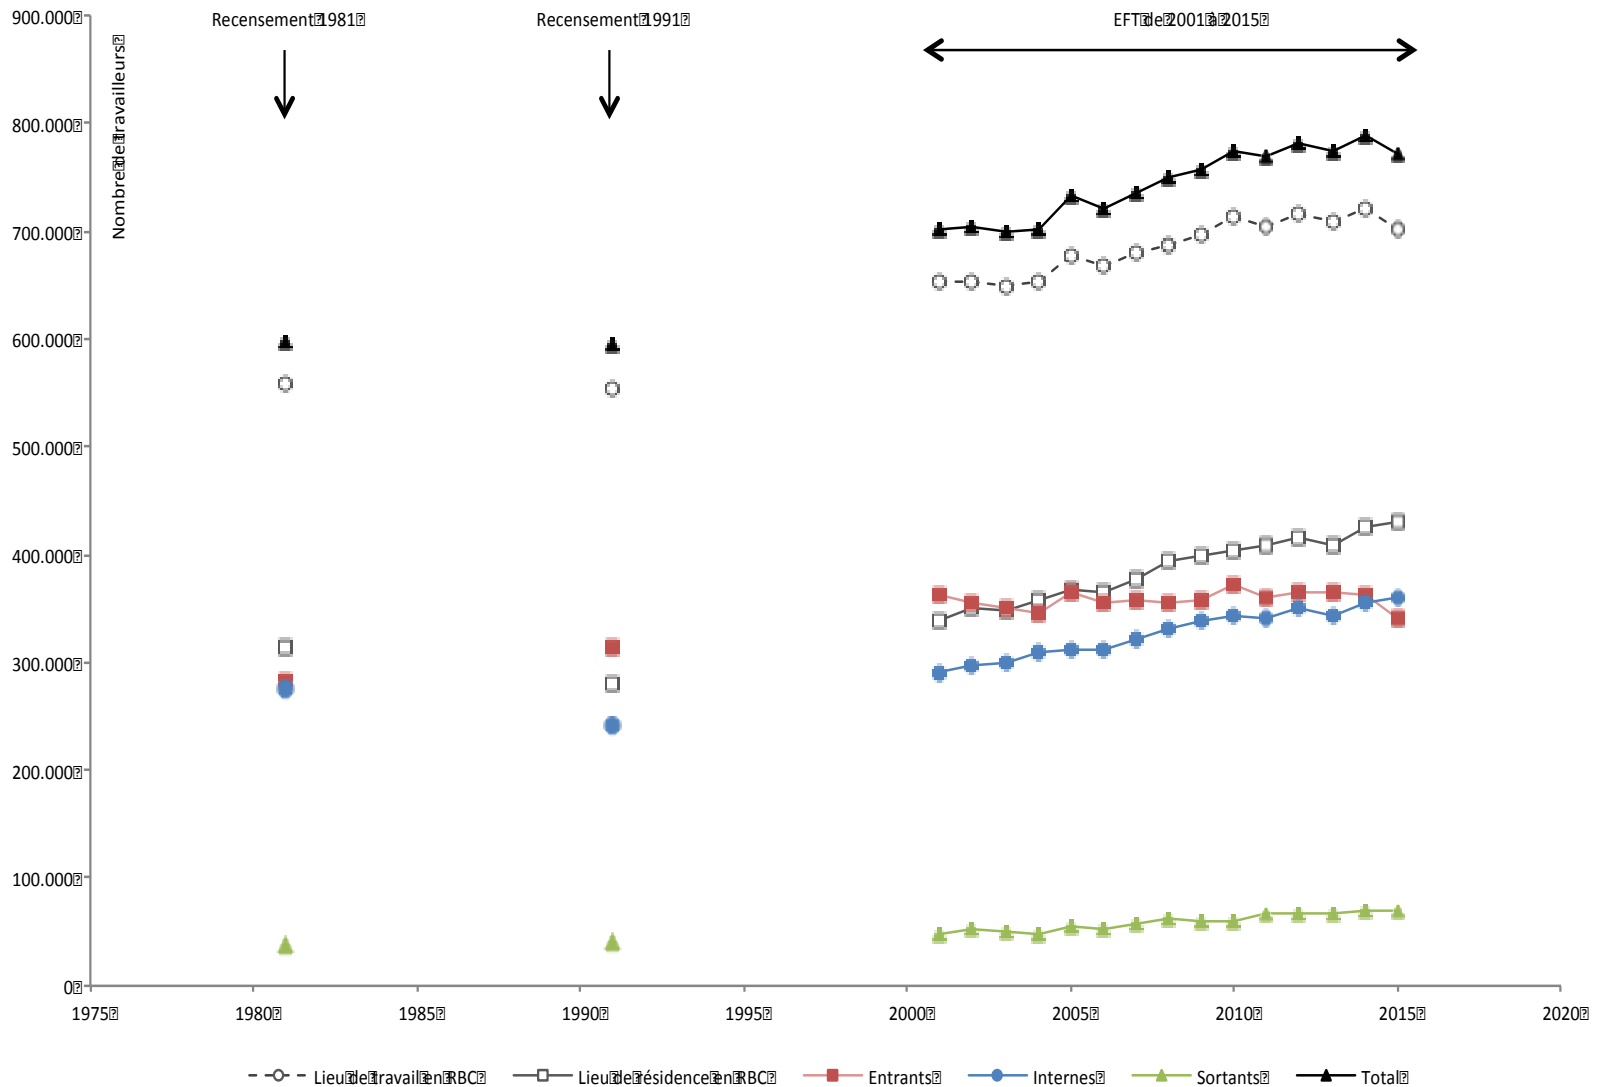 Recensement 1981
Recensement 1991
EFT de 2001 à 2015
Nombre de travailleurs
900.000
800.000
700.000
600.000
500.000
400.000
300.000
200.000
100.000
0
1975 1980 1985 1990 1995 2000 2005 2010 2015 2020
Lieu de travail en RBC Lieu de résidence en RBC Entrants Internes Sortants Total